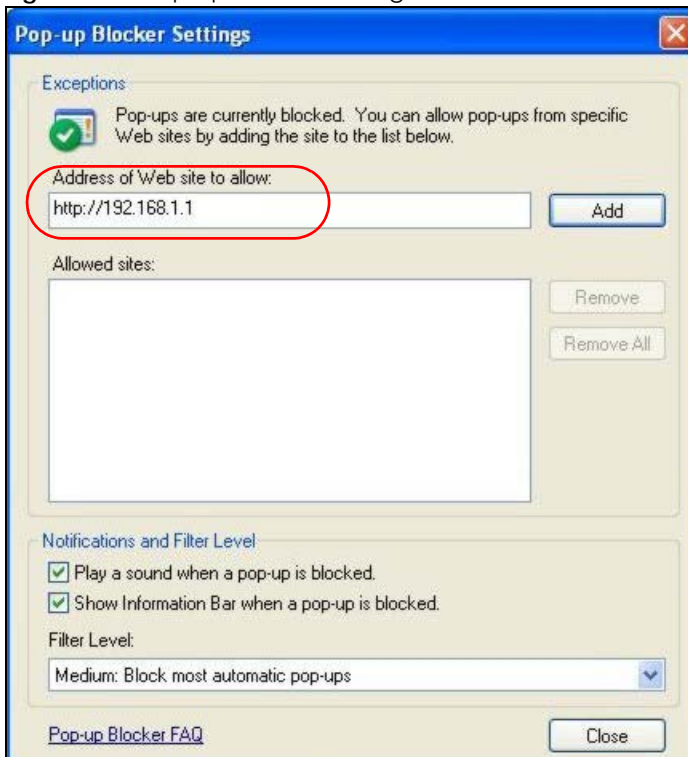 Pop-up Blocker Settings
Exceptions
Pop-ups are currently blocked. You can allow pop-ups from specific
Web sites by adding the site to the list below.
Address of Web site to allow:
http://192.168.1.1
Add
Allowed sites:
Remove
Remove All
Notifications and Filter Level
Play a sound when a pop-up is blocked.
Show Information Bar when a pop-up is blocked.
Filter Level:
Medium: Block most automatic pop-ups
Pop-up Blocker FAQ
Close